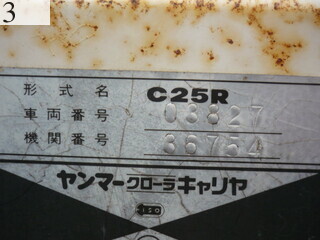 3
形式名 C25R
車両番号 03827
機関番号 36754
ヤンマークローラキャリヤ